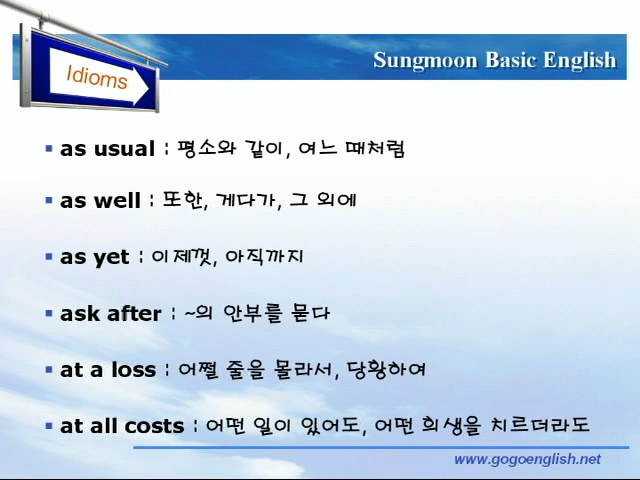 Sungmoon Basic English
Idioms
as usual : 평소와 같이, 여느 때처럼
as well : 또한, 게다가, 그 외에
as yet : 이제껏, 아직까지
ask after : ~의 안부를 묻다
at a loss : 어쩔 줄을 몰라서, 당황하여
at all costs : 어떤 일이 있어도, 어떤 희생을 치르더라도
www.gogoenglish.net